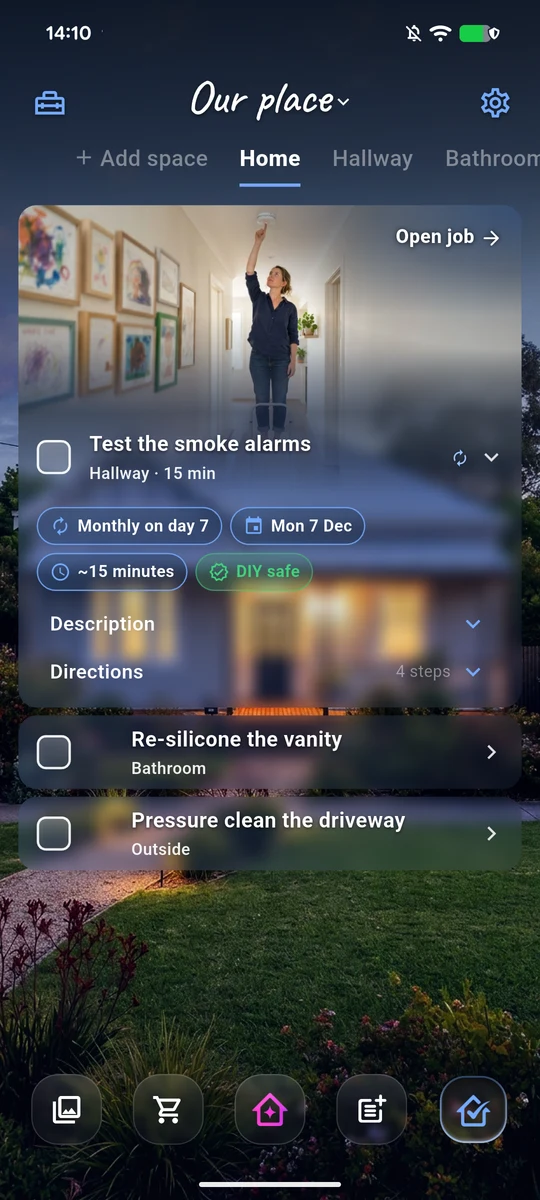 14:10
Our place
+ Add space Home Hallway Bathroom
Open job →
Test the smoke alarms
Hallway · 15 min
Monthly on day 7 Mon 7 Dec
~15 minutes DIY safe
Description
Directions 4 steps
Re-silicone the vanity
Bathroom
Pressure clean the driveway
Outside